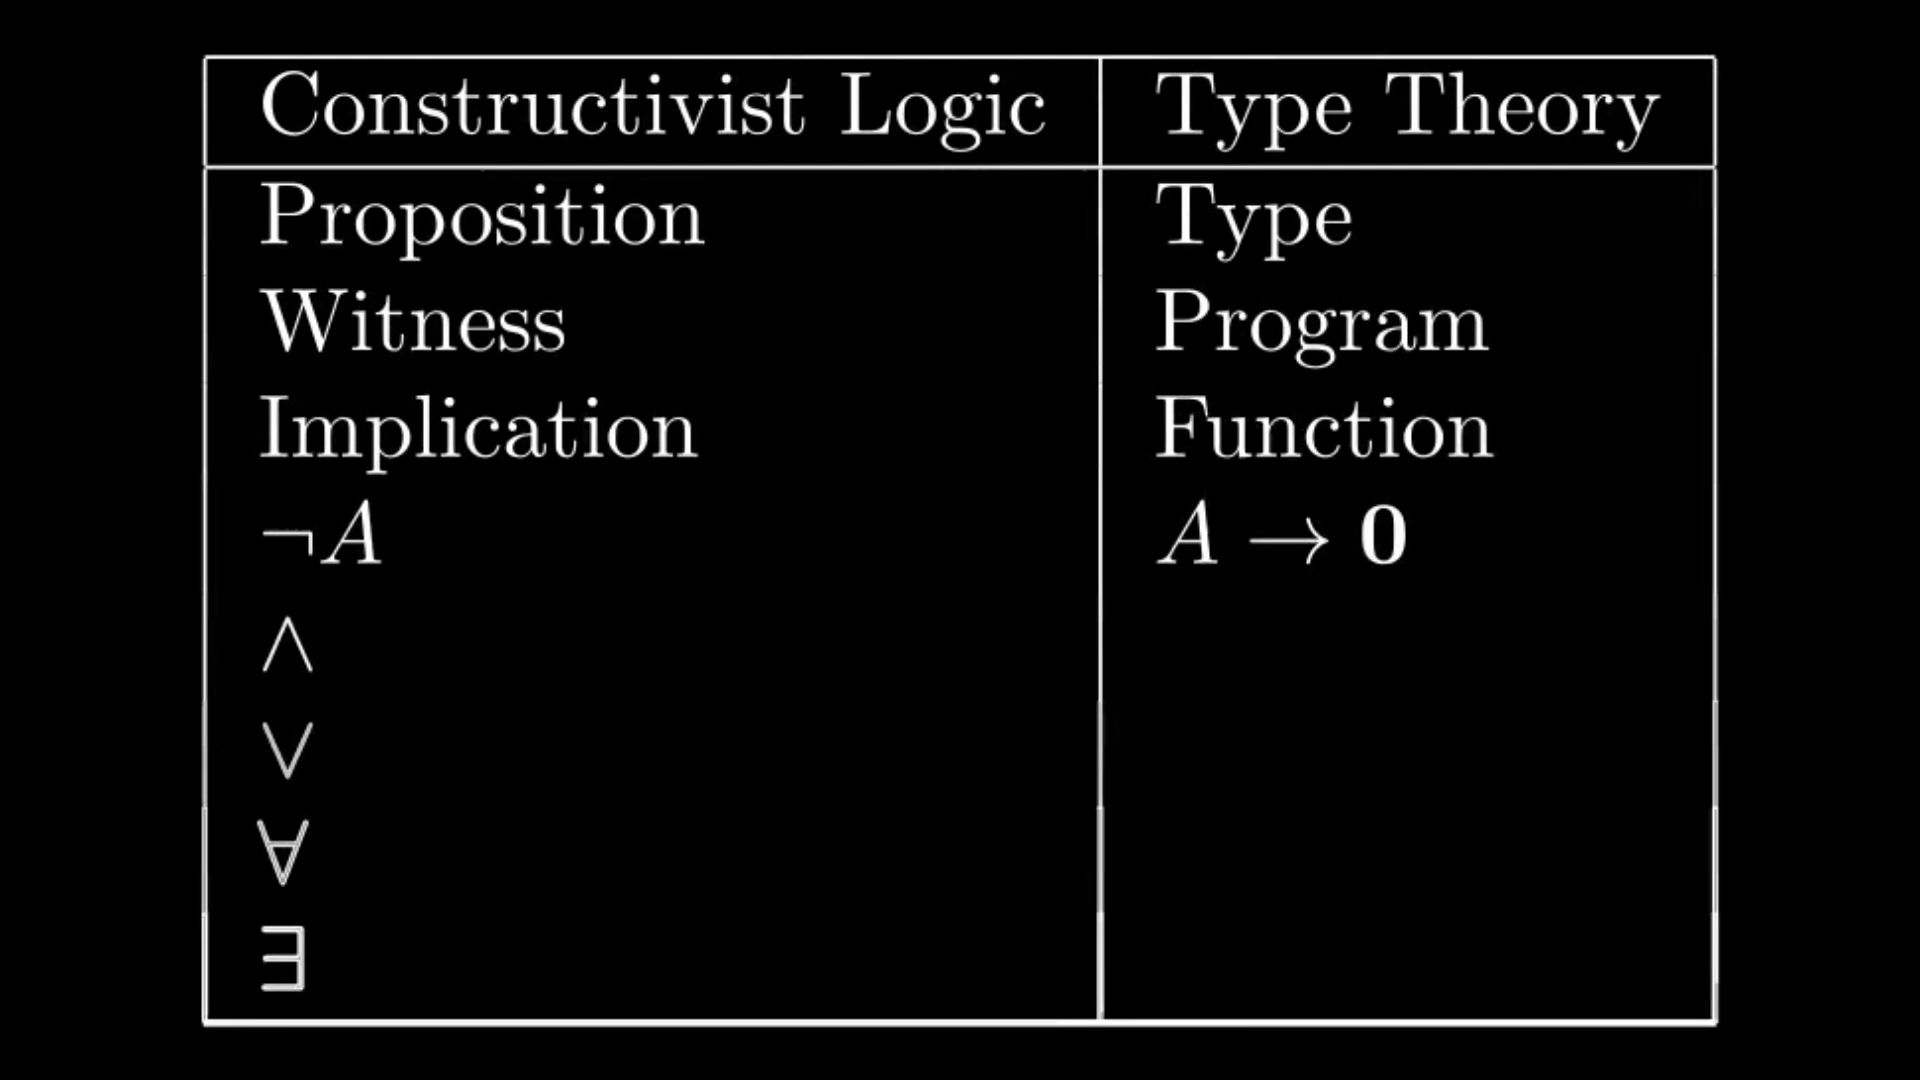 Constructivist Logic Type Theory
Proposition Type
Witness Program
Implication Function
¬A A → 0
∧
∨
∀
∃